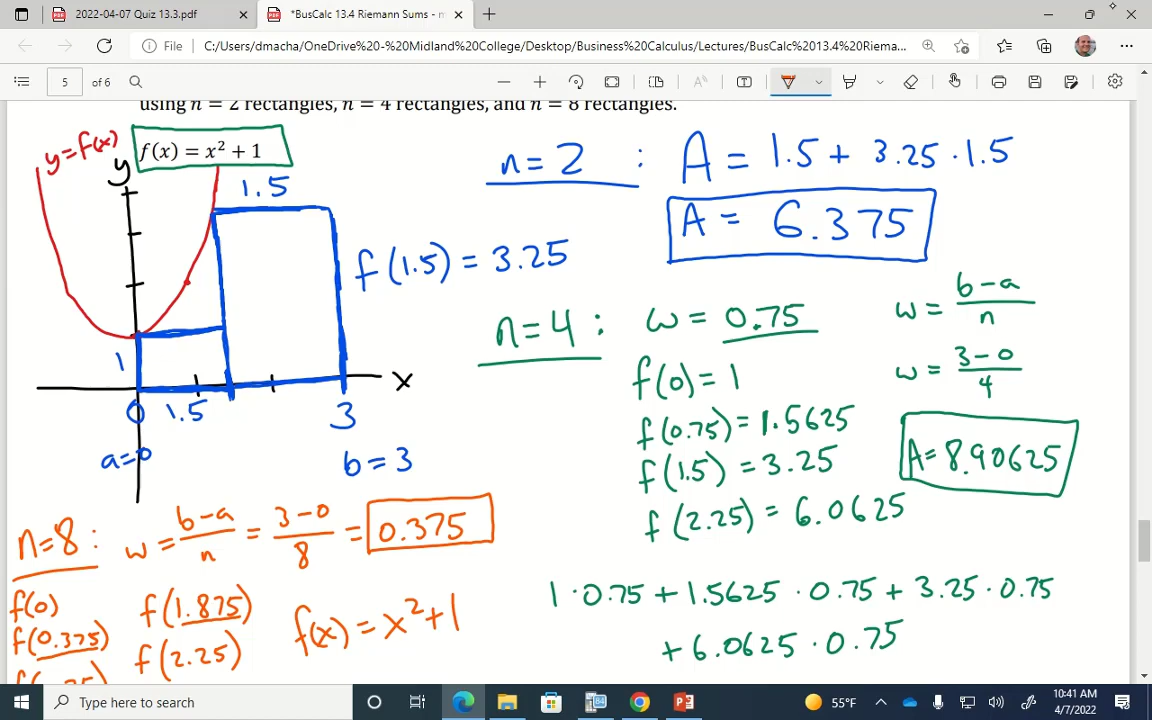 2022-04-07 Quiz 13.3.pdf
*BusCalc 13.4 Riemann Sums - m
File
C:/Users/dmacha/OneDrive%20-%20Midland%20College/Desktop/Business%20Calculus/Lectures/BusCalc%2013.4%20Riema...
5 of 6
using n = 2 rectangles, n = 4 rectangles, and n = 8 rectangles.
y=f(x)
y
f(x) = x² + 1
1.5
n=2 : A = 1.5 + 3.25 · 1.5
A = 6.375
f(1.5) = 3.25
1
x
0 1.5 3
a=0 b=3
n=4 : w = 0.75
f(0)=1
f(0.75)=1.5625
f(1.5)=3.25
f(2.25)=6.0625
w = b-a/n
w = 3-0/4
A=8.90625
1·0.75 + 1.5625·0.75 + 3.25·0.75
+ 6.0625·0.75
n=8: w = b-a/n = 3-0/8 = 0.375
f(0) f(1.875) f(x)=x²+1
f(0.375) f(2.25)
Type here to search
55°F
10:41 AM
4/7/2022